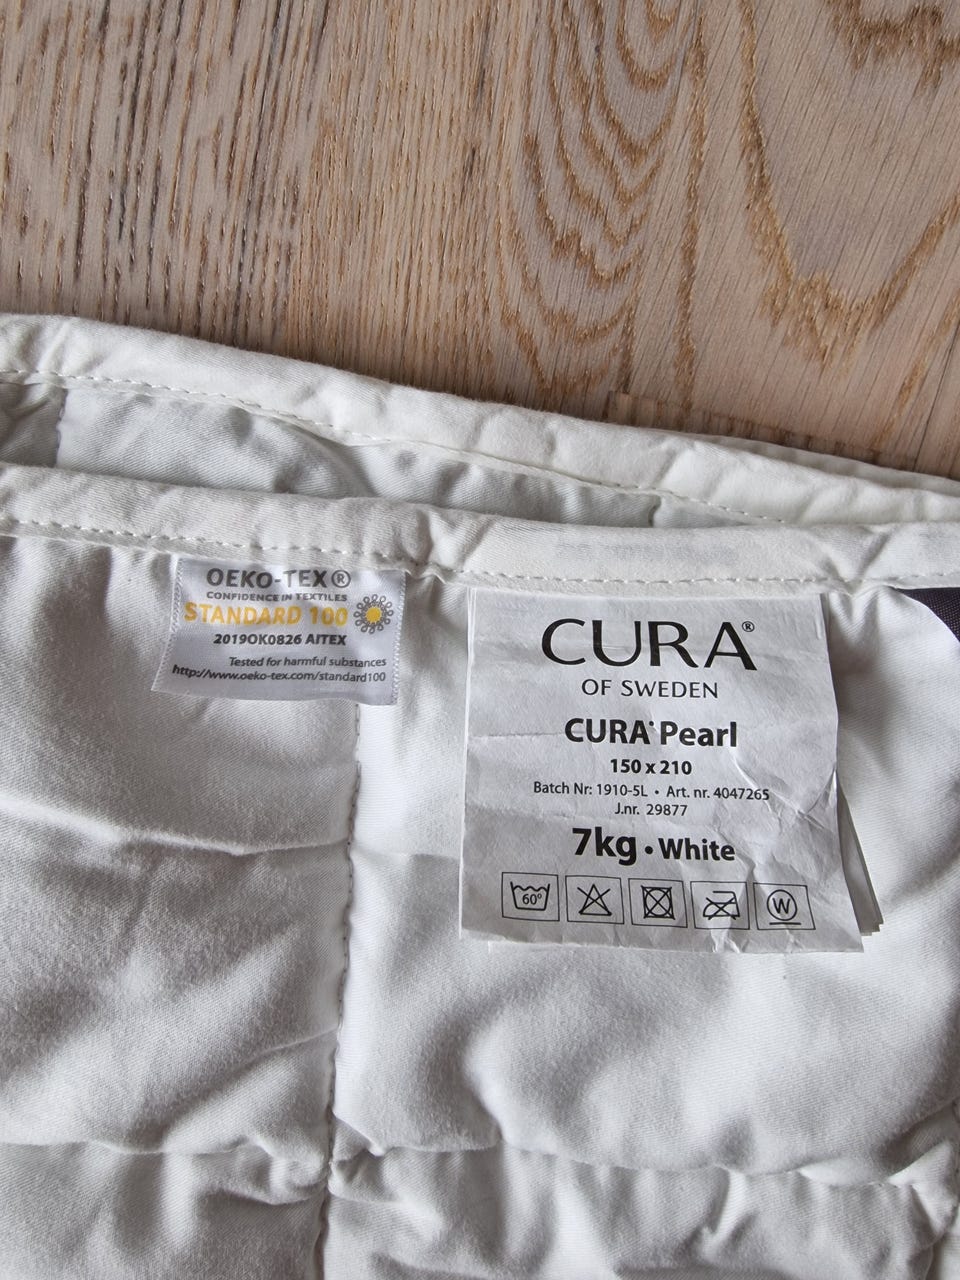 OEKO-TEX®
CONFIDENCE IN TEXTILES
STANDARD 100
2019OK0826 AITEX
Tested for harmful substances
http://www.oeko-tex.com/standard100
CURA®
OF SWEDEN
CURA® Pearl
150 x 210
Batch Nr: 1910-5L • Art. nr. 4047265
J.nr. 29877
7kg • White
60° W